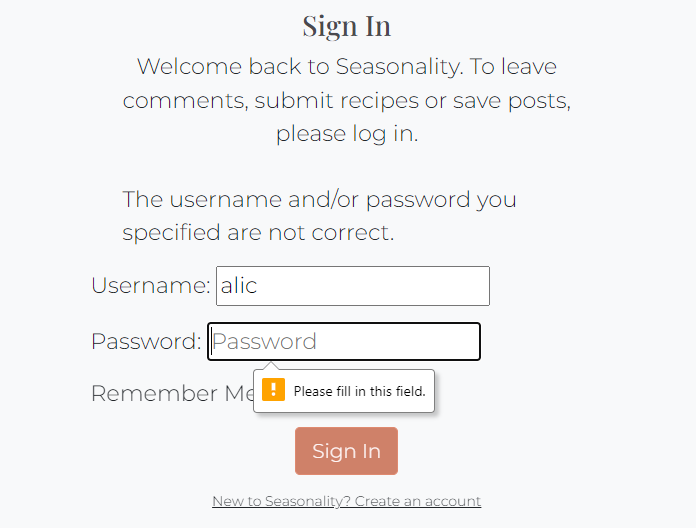 Sign In
Welcome back to Seasonality. To leave
comments, submit recipes or save posts,
please log in.
The username and/or password you
specified are not correct.
Username: alic
Password: Password
Remember Me
Please fill in this field.
Sign In
New to Seasonality? Create an account